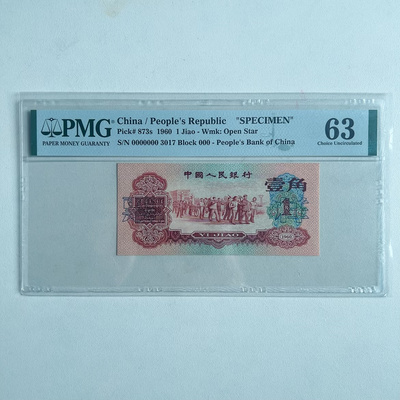 PMG
PAPER MONEY GUARANTY
China / People's Republic "SPECIMEN"
Pick# 873s 1960 1 Jiao - Wmk: Open Star
S/N 0000000 3017 Block 000 - People's Bank of China
63
Choice Uncirculated
中國人民銀行
壹角
1
YI JIAO
1960